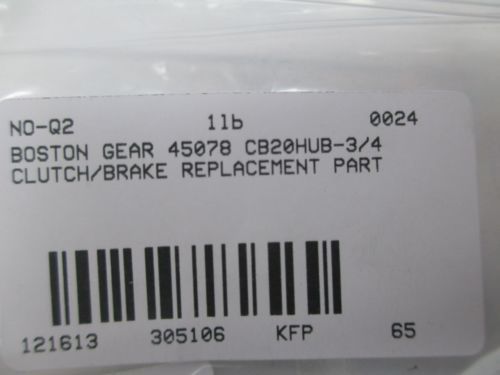 NO-Q2 1lb 0024
BOSTON GEAR 45078 CB20HUB-3/4
CLUTCH/BRAKE REPLACEMENT PART
121613 305106 KFP 65